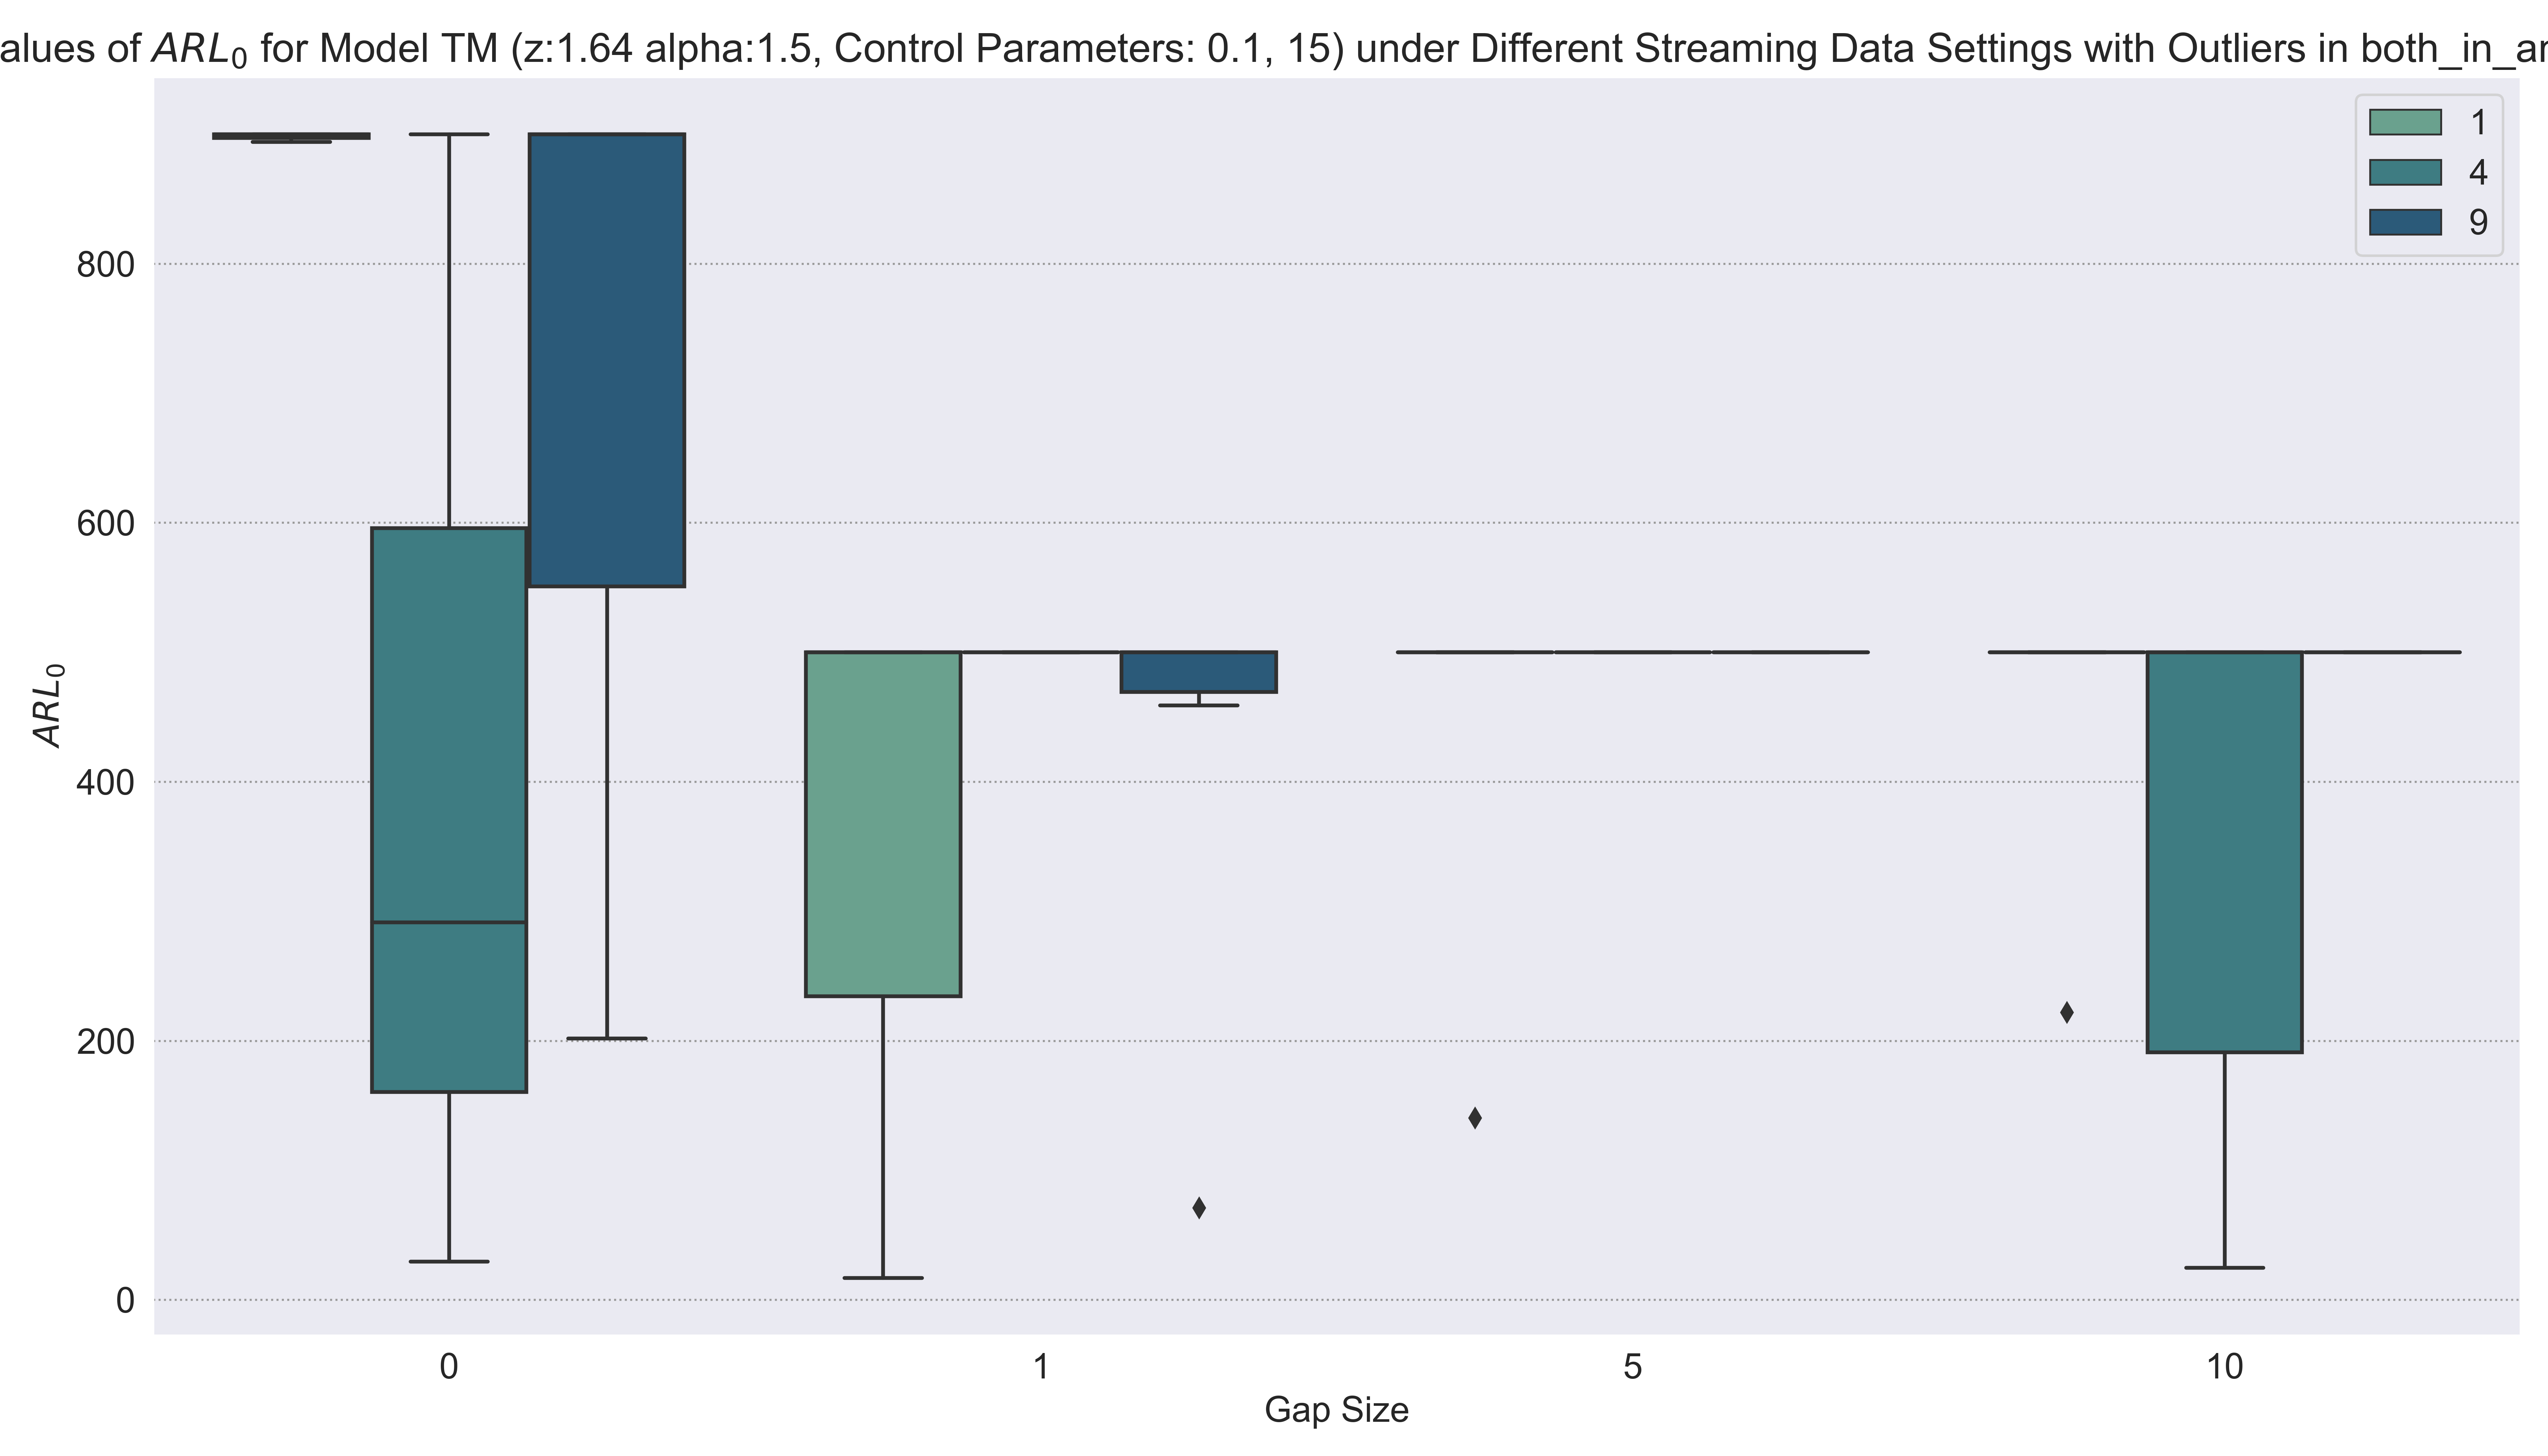 alues of ARL0 for Model TM (z:1.64 alpha:1.5, Control Parameters: 0.1, 15) under Different Streaming Data Settings with Outliers in both_in_ar
1
4
9
800
600
400
200
0
ARL0
0 1 5 10
Gap Size